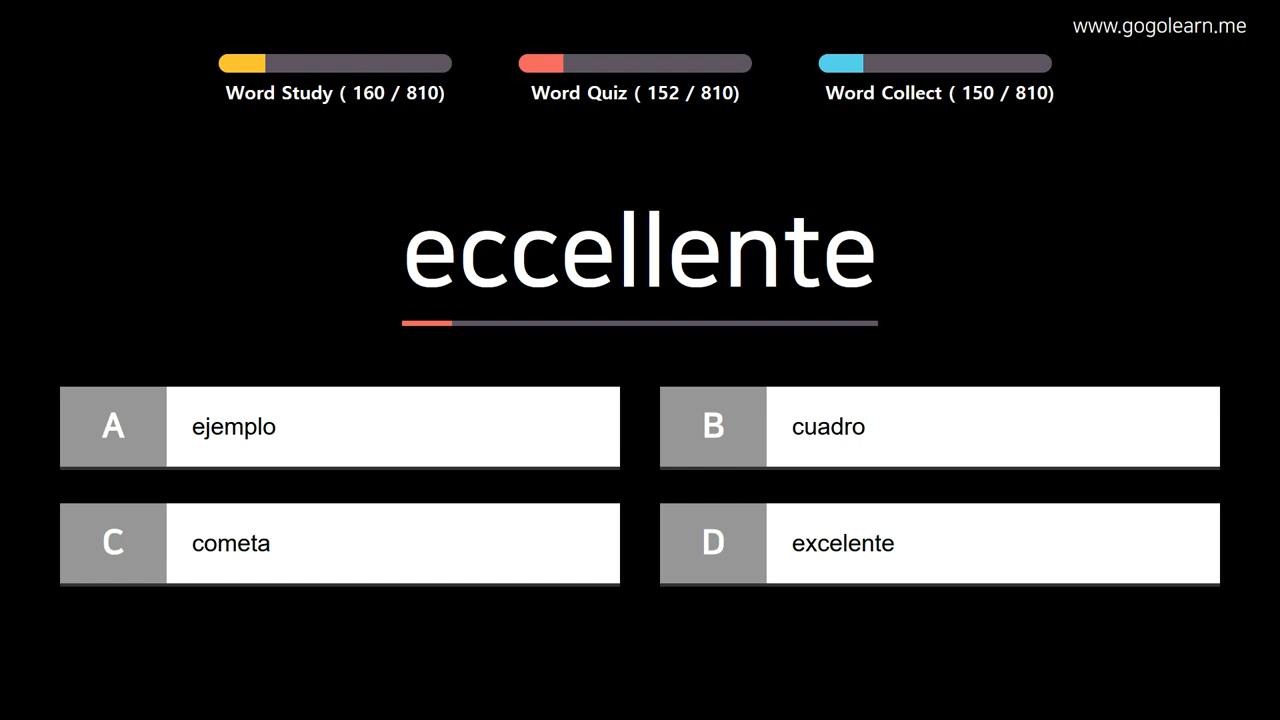 www.gogolearn.me
Word Study ( 160 / 810)
Word Quiz ( 152 / 810)
Word Collect ( 150 / 810)
eccellente
A ejemplo
B cuadro
C cometa
D excelente